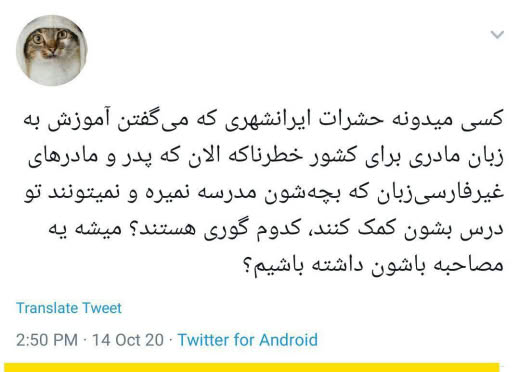 کسی میدونه حشرات ایرانشهری که می‌گفتن آموزش به
زبان مادری برای کشور خطرناکه الان که پدر و مادرهای
غیرفارسی‌زبان که بچه‌شون مدرسه نمیره و نمیتونند تو
درس بشون کمک کنند، کدوم گوری هستند؟ میشه یه
مصاحبه باشون داشته باشیم؟
Translate Tweet
2:50 PM · 14 Oct 20 · Twitter for Android